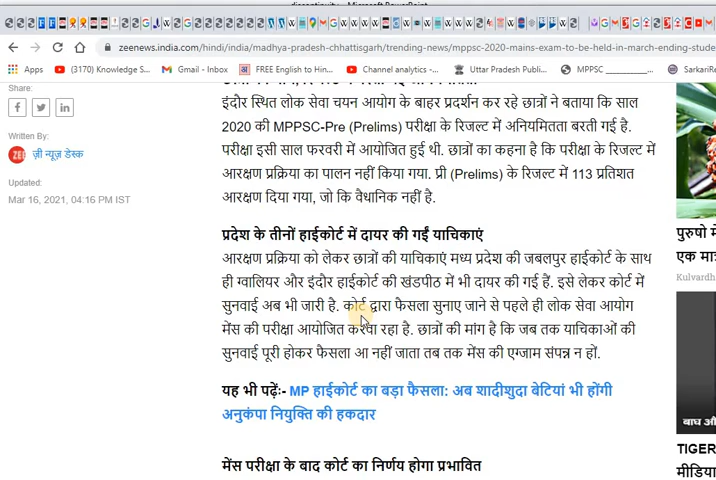 discontinuity - Microsoft PowerPoint
zeenews.india.com/hindi/india/madhya-pradesh-chhattisgarh/trending-news/mppsc-2020-mains-exam-to-be-held-in-march-ending-stude
Apps (3170) Knowledge S... Gmail - Inbox FREE English to Hin... Channel analytics -... Uttar Pradesh Publi... MPPSC SarkariRe
Share:
इंदौर स्थित लोक सेवा चयन आयोग के बाहर प्रदर्शन कर रहे छात्रों ने बताया कि साल
2020 की MPPSC-Pre (Prelims) परीक्षा के रिजल्ट में अनियमितता बरती गई है.
Written By:
परीक्षा इसी साल फरवरी में आयोजित हुई थी. छात्रों का कहना है कि परीक्षा के रिजल्ट में
ज़ी न्यूज़ डेस्क
आरक्षण प्रक्रिया का पालन नहीं किया गया. प्री (Prelims) के रिजल्ट में 113 प्रतिशत
Updated:
आरक्षण दिया गया, जो कि वैधानिक नहीं है.
Mar 16, 2021, 04:16 PM IST
प्रदेश के तीनों हाईकोर्ट में दायर की गईं याचिकाएं
पुरुषो मे
आरक्षण प्रक्रिया को लेकर छात्रों की याचिकाएं मध्य प्रदेश की जबलपुर हाईकोर्ट के साथ
एक मात्र
ही ग्वालियर और इंदौर हाईकोर्ट की खंडपीठ में भी दायर की गई हैं. इसे लेकर कोर्ट में
Kulvardh
सुनवाई अब भी जारी है. कोर्ट द्वारा फैसला सुनाए जाने से पहले ही लोक सेवा आयोग
मेंस की परीक्षा आयोजित करवा रहा है. छात्रों की मांग है कि जब तक याचिकाओं की
सुनवाई पूरी होकर फैसला आ नहीं जाता तब तक मेंस की एग्जाम संपन्न न हों.
यह भी पढ़ें:- MP हाईकोर्ट का बड़ा फैसला: अब शादीशुदा बेटियां भी होंगी
अनुकंपा नियुक्ति की हकदार
बाघ औ
TIGER
मेंस परीक्षा के बाद कोर्ट का निर्णय होगा प्रभावित
मीडिया